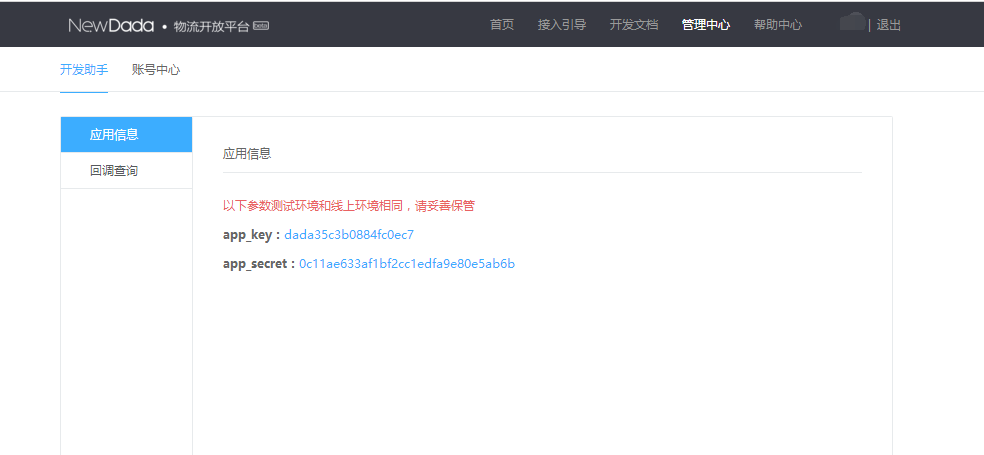 NewDada • 物流开放平台 beta
首页 接入引导 开发文档 管理中心 帮助中心 | 退出
开发助手 账号中心
应用信息
回调查询
应用信息
以下参数测试环境和线上环境相同，请妥善保管
app_key：dada35c3b0884fc0ec7
app_secret：0c11ae633af1bf2cc1edfa9e80e5ab6b